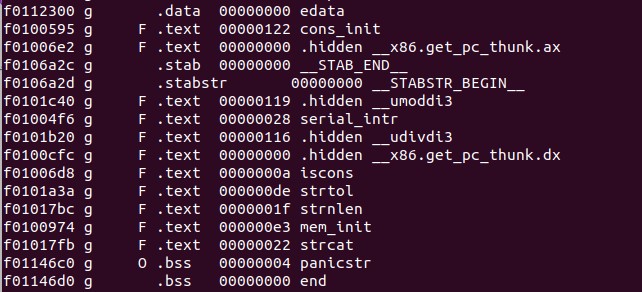 f0112300 g       .data  00000000 edata
f0100595 g     F .text  00000122 cons_init
f01006e2 g     F .text  00000000 .hidden __x86.get_pc_thunk.ax
f0106a2c g       .stab  00000000 __STAB_END__
f0106a2d g       .stabstr       00000000 __STABSTR_BEGIN__
f0101c40 g     F .text  00000119 .hidden __umoddi3
f01004f6 g     F .text  00000028 serial_intr
f0101b20 g     F .text  00000116 .hidden __udivdi3
f0100cfc g     F .text  00000000 .hidden __x86.get_pc_thunk.dx
f01006d8 g     F .text  0000000a iscons
f0101a3a g     F .text  000000de strtol
f01017bc g     F .text  0000001f strnlen
f0100974 g     F .text  000000e3 mem_init
f01017fb g     F .text  00000022 strcat
f01146c0 g     O .bss   00000004 panicstr
f01146d0 g       .bss   00000000 end